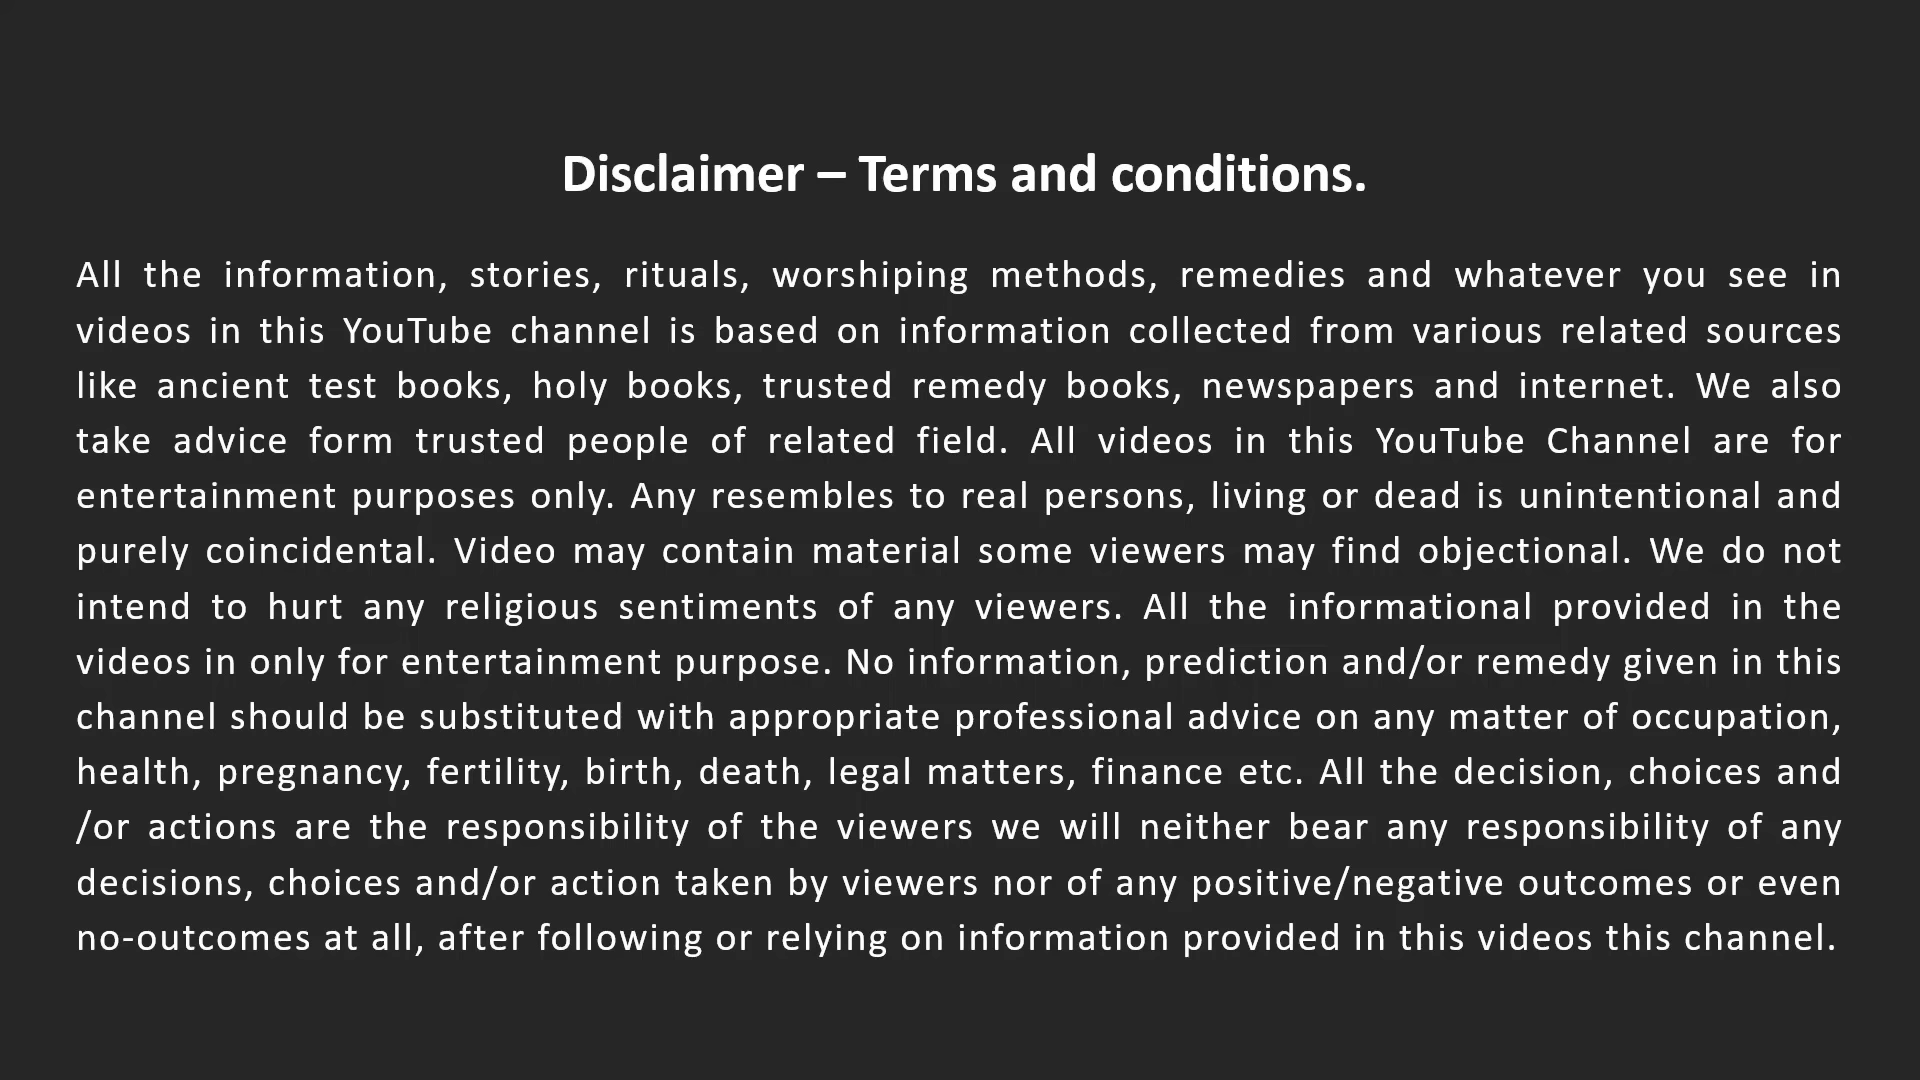 Disclaimer – Terms and conditions.
All the information, stories, rituals, worshiping methods, remedies and whatever you see in
videos in this YouTube channel is based on information collected from various related sources
like ancient test books, holy books, trusted remedy books, newspapers and internet. We also
take advice form trusted people of related field. All videos in this YouTube Channel are for
entertainment purposes only. Any resembles to real persons, living or dead is unintentional and
purely coincidental. Video may contain material some viewers may find objectional. We do not
intend to hurt any religious sentiments of any viewers. All the informational provided in the
videos in only for entertainment purpose. No information, prediction and/or remedy given in this
channel should be substituted with appropriate professional advice on any matter of occupation,
health, pregnancy, fertility, birth, death, legal matters, finance etc. All the decision, choices and
/or actions are the responsibility of the viewers we will neither bear any responsibility of any
decisions, choices and/or action taken by viewers nor of any positive/negative outcomes or even
no-outcomes at all, after following or relying on information provided in this videos this channel.